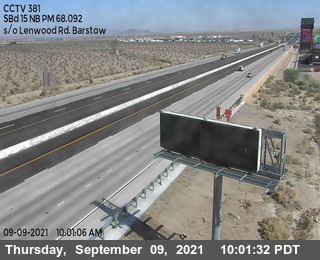 CCTV 381
SBd 15 NB PM 68.092
s/o Lenwood Rd. Barstow
09-09-2021 10:01:06 AM
Thursday, September 09, 2021 10:01:32 PDT